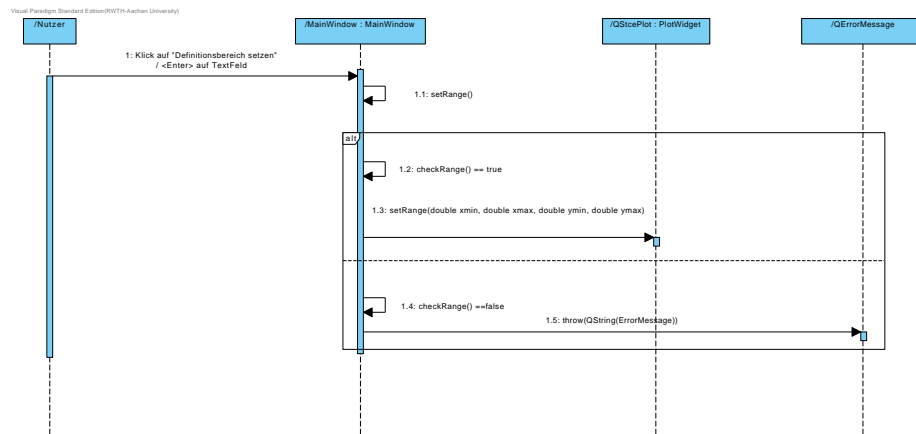 Visual Paradigm Standard Edition(RWTH-Aachen University)
/Nutzer
/MainWindow : MainWindow
/QStcePlot : PlotWidget
/QErrorMessage
1: Klick auf "Definitionsbereich setzen"
/ <Enter> auf TextFeld
1.1: setRange()
alt
1.2: checkRange() == true
1.3: setRange(double xmin, double xmax, double ymin, double ymax)
1.4: checkRange() ==false
1.5: throw(QString(ErrorMessage))